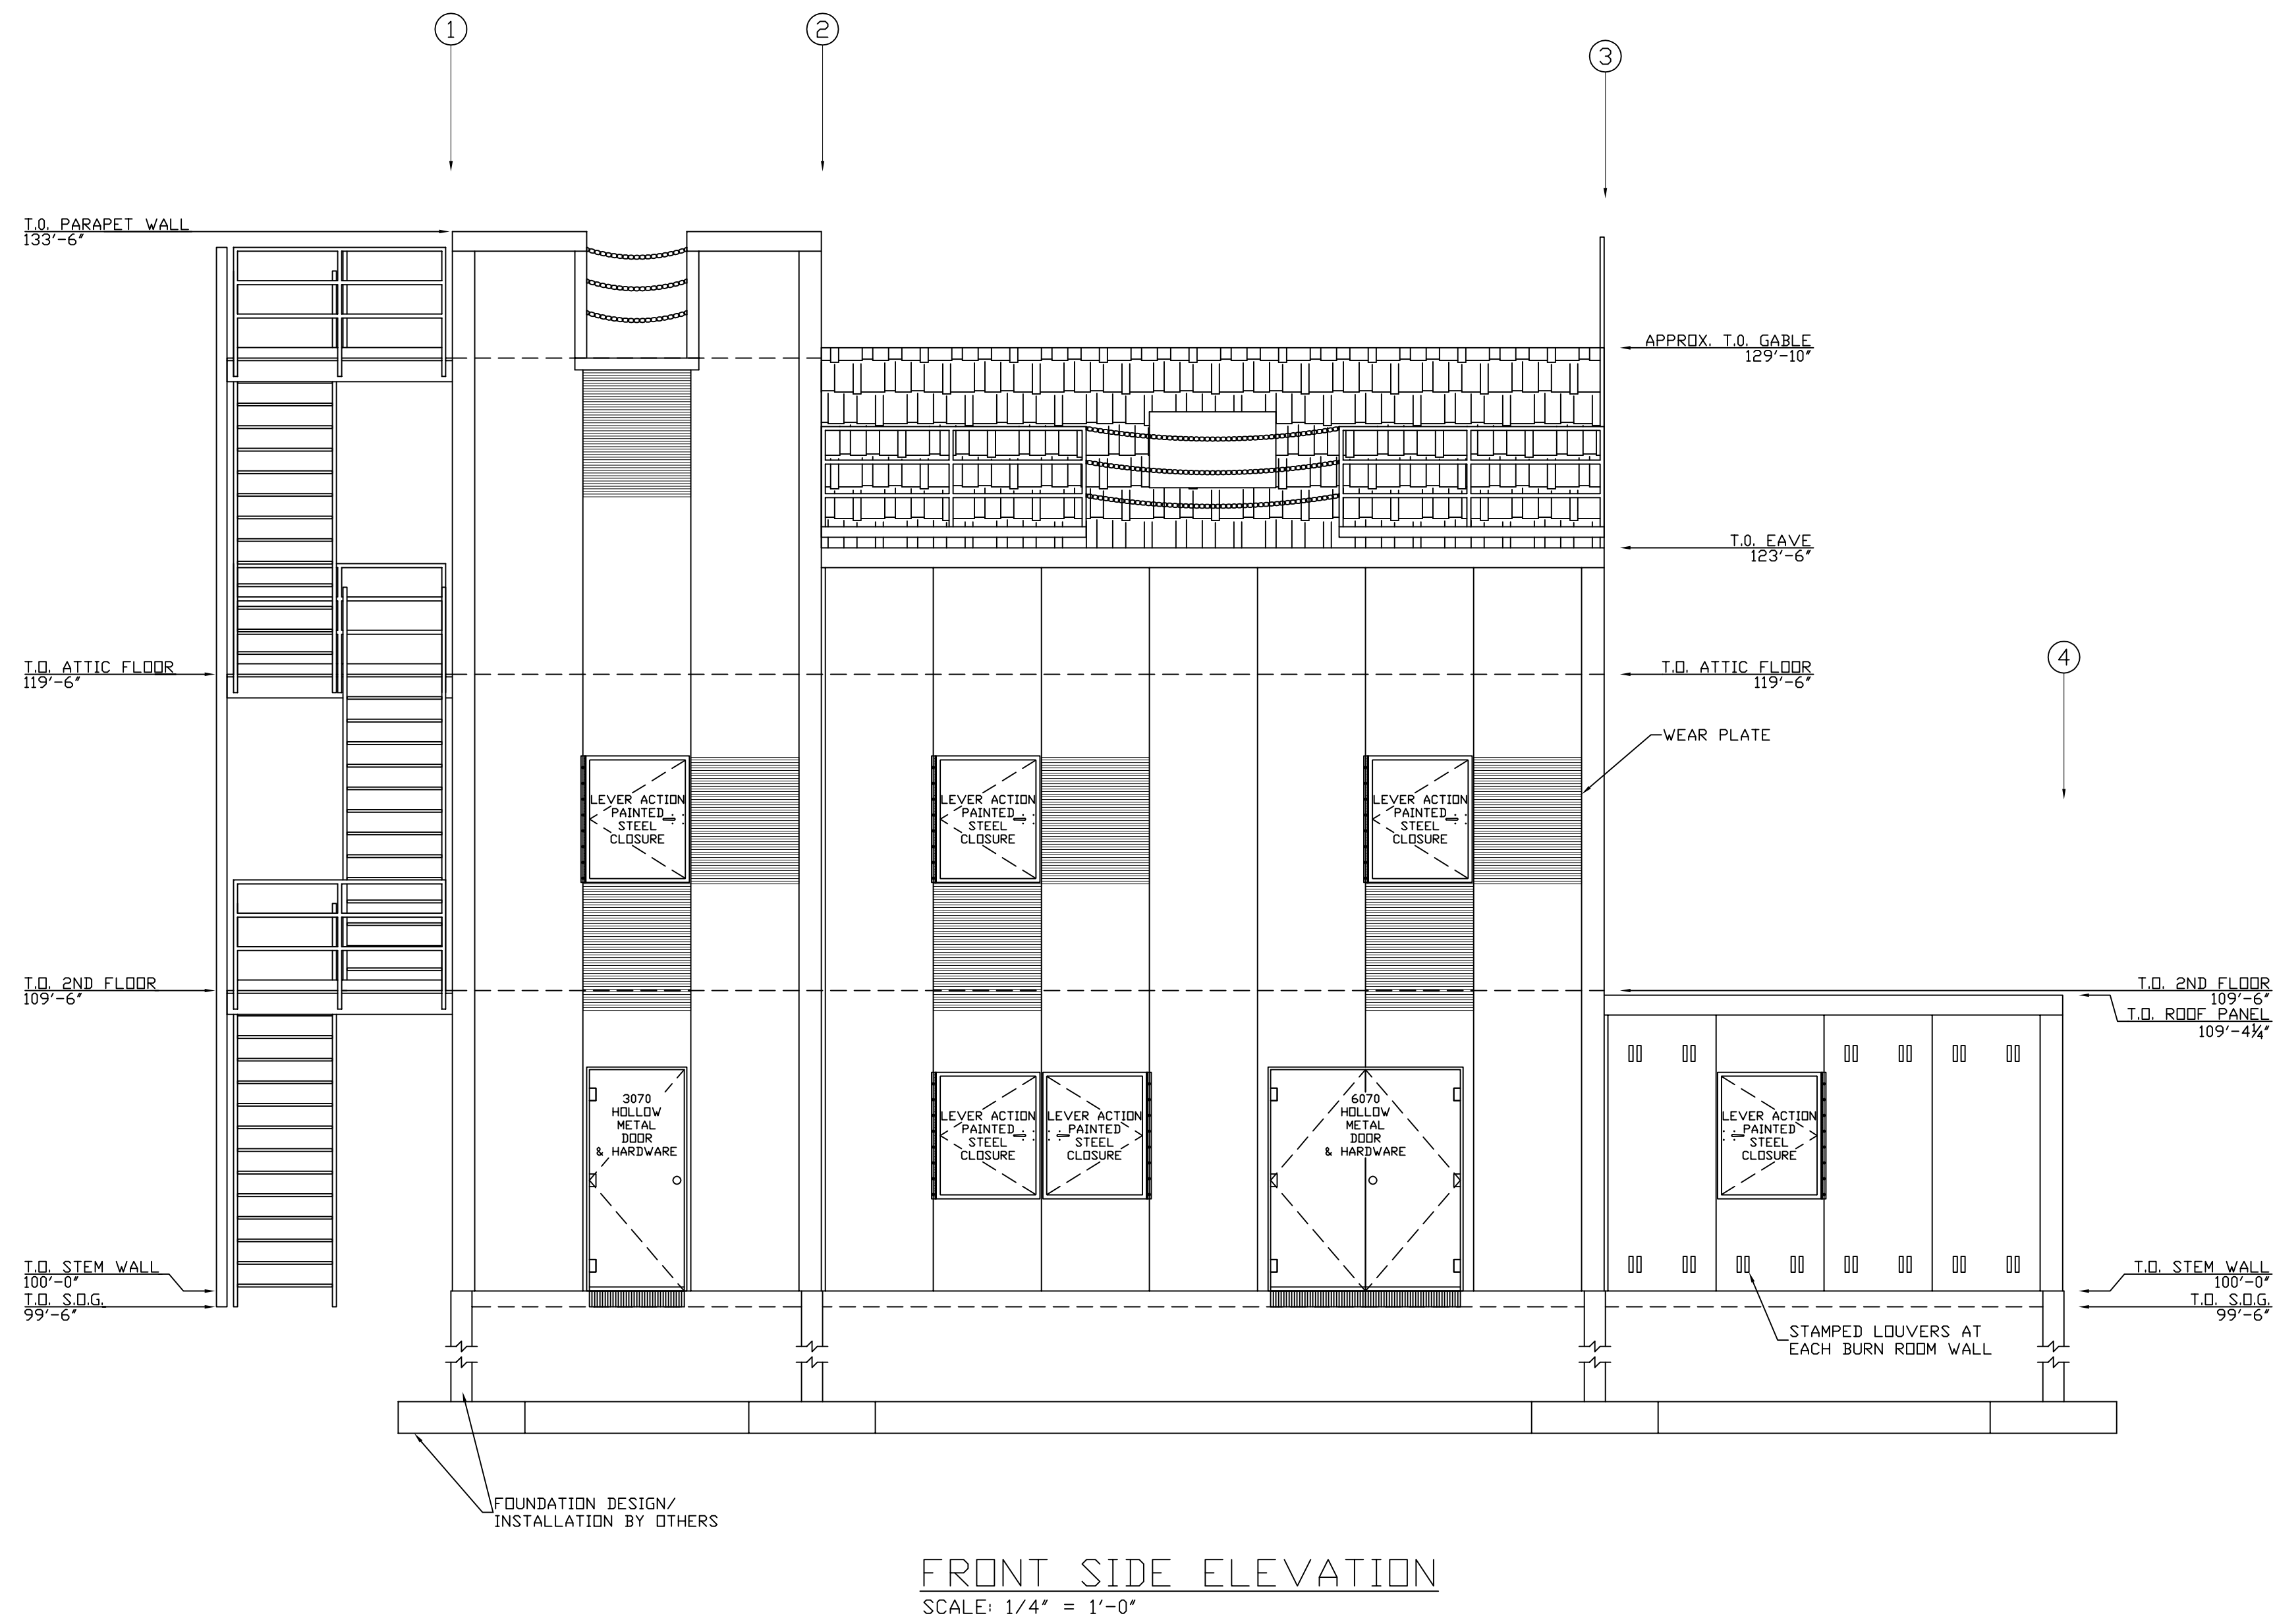 1
2
3
T.O. PARAPET WALL
133'-6"
APPROX. T.O. GABLE
129'-10"
T.O. EAVE
123'-6"
4
T.O. ATTIC FLOOR
119'-6"
T.O. ATTIC FLOOR
119'-6"
WEAR PLATE
LEVER ACTION
PAINTED
STEEL
CLOSURE
LEVER ACTION
PAINTED
STEEL
CLOSURE
LEVER ACTION
PAINTED
STEEL
CLOSURE
T.O. 2ND FLOOR
109'-6"
T.O. 2ND FLOOR
109'-6"
T.O. ROOF PANEL
109'-4¼"
3070
HOLLOW
METAL
DOOR
& HARDWARE
LEVER ACTION
PAINTED
STEEL
CLOSURE
LEVER ACTION
PAINTED
STEEL
CLOSURE
6070
HOLLOW
METAL
DOOR
& HARDWARE
LEVER ACTION
PAINTED
STEEL
CLOSURE
T.O. STEM WALL
100'-0"
T.O. S.O.G.
99'-6"
T.O. STEM WALL
100'-0"
T.O. S.O.G.
99'-6"
STAMPED LOUVERS AT
EACH BURN ROOM WALL
FOUNDATION DESIGN/
INSTALLATION BY OTHERS
FRONT SIDE ELEVATION
SCALE: 1/4" = 1'-0"